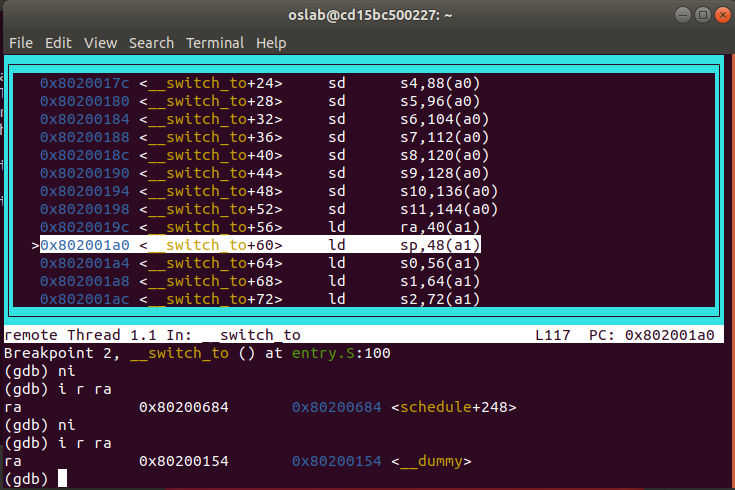 oslab@cd15bc500227: ~
File Edit View Search Terminal Help
0x8020017c <__switch_to+24> sd s4,88(a0)
0x80200180 <__switch_to+28> sd s5,96(a0)
0x80200184 <__switch_to+32> sd s6,104(a0)
0x80200188 <__switch_to+36> sd s7,112(a0)
0x8020018c <__switch_to+40> sd s8,120(a0)
0x80200190 <__switch_to+44> sd s9,128(a0)
0x80200194 <__switch_to+48> sd s10,136(a0)
0x80200198 <__switch_to+52> sd s11,144(a0)
0x8020019c <__switch_to+56> ld ra,40(a1)
>0x802001a0 <__switch_to+60> ld sp,48(a1)
0x802001a4 <__switch_to+64> ld s0,56(a1)
0x802001a8 <__switch_to+68> ld s1,64(a1)
0x802001ac <__switch_to+72> ld s2,72(a1)
remote Thread 1.1 In: __switch_to L117 PC: 0x802001a0
Breakpoint 2, __switch_to () at entry.S:100
(gdb) ni
(gdb) i r ra
ra 0x80200684 0x80200684 <schedule+248>
(gdb) ni
(gdb) i r ra
ra 0x80200154 0x80200154 <__dummy>
(gdb)